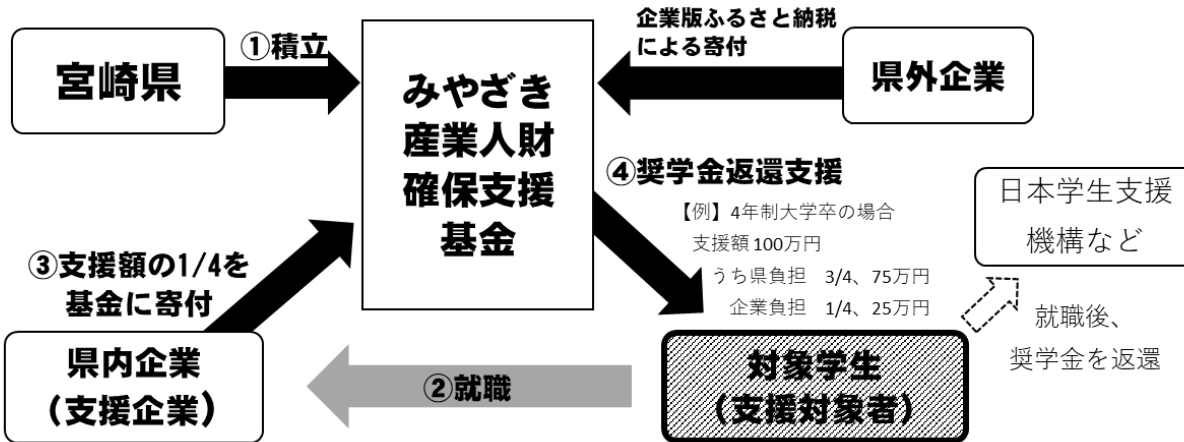 宮崎県
①積立
みやざき
産業人財
確保支援
基金
企業版ふるさと納税
による寄付
県外企業
④奨学金返還支援
【例】4年制大学卒の場合
支援額100万円
うち県負担 3/4、75万円
企業負担 1/4、25万円
日本学生支援
機構など
就職後、
奨学金を返還
③支援額の1/4を
基金に寄付
県内企業
（支援企業）
②就職
対象学生
（支援対象者）